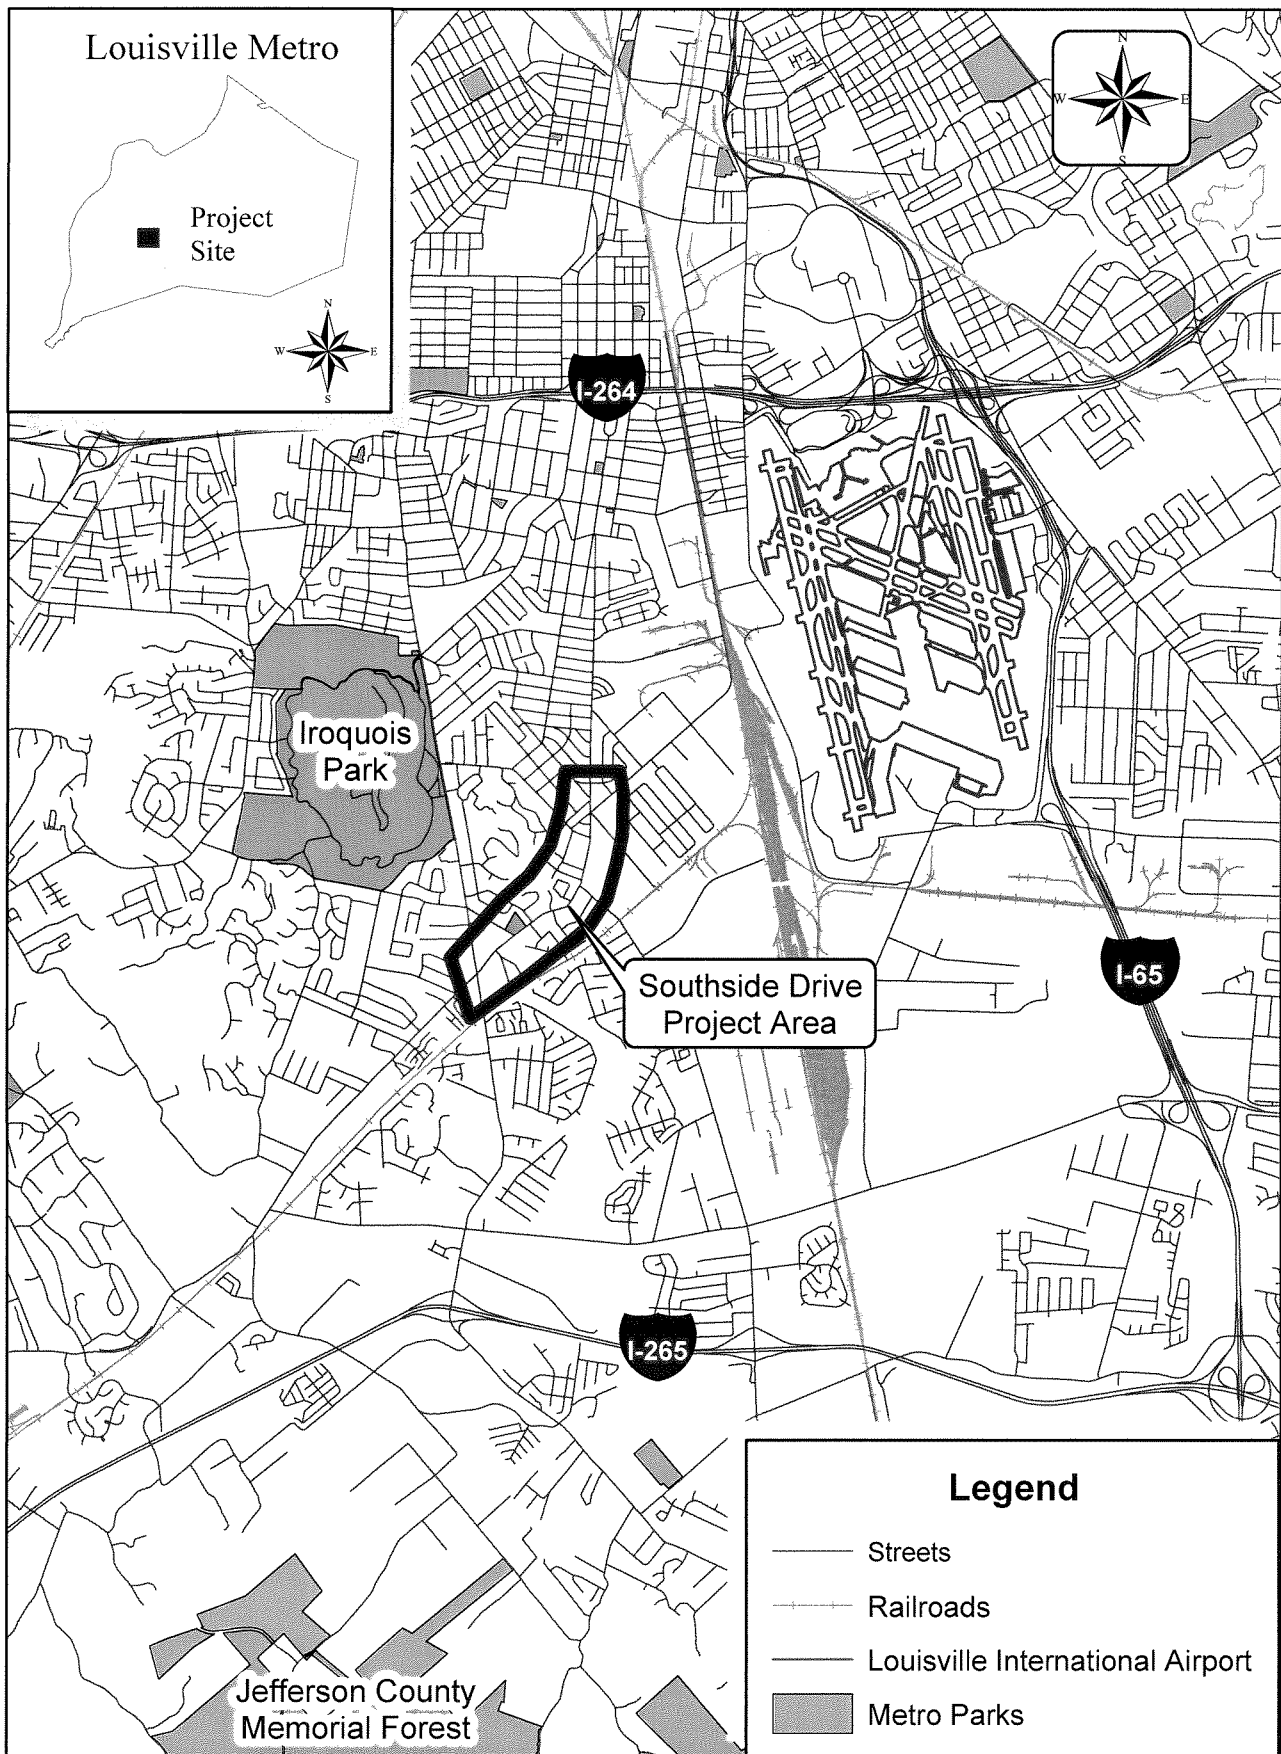 Louisville Metro
Project
Site
N
W
E
S
N
W
E
S
I-264
Iroquois
Park
Southside Drive
Project Area
I-65
I-265
Jefferson County
Memorial Forest
Legend
Streets
Railroads
Louisville International Airport
Metro Parks